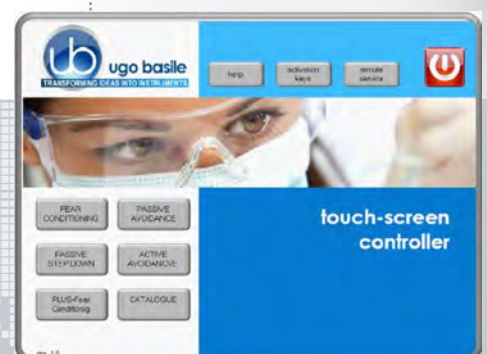 ub ugo basile
TRANSFORMING IDEAS INTO INSTRUMENTS
help
activation
keys
remote
service
FEAR
CONDITIONING
PASSIVE
AVOIDANCE
touch-screen
controller
PASSIVE
STEP DOWN
ACTIVE
AVOIDANCVE
PLUS-Fear
Conditionig
CATALOGUE